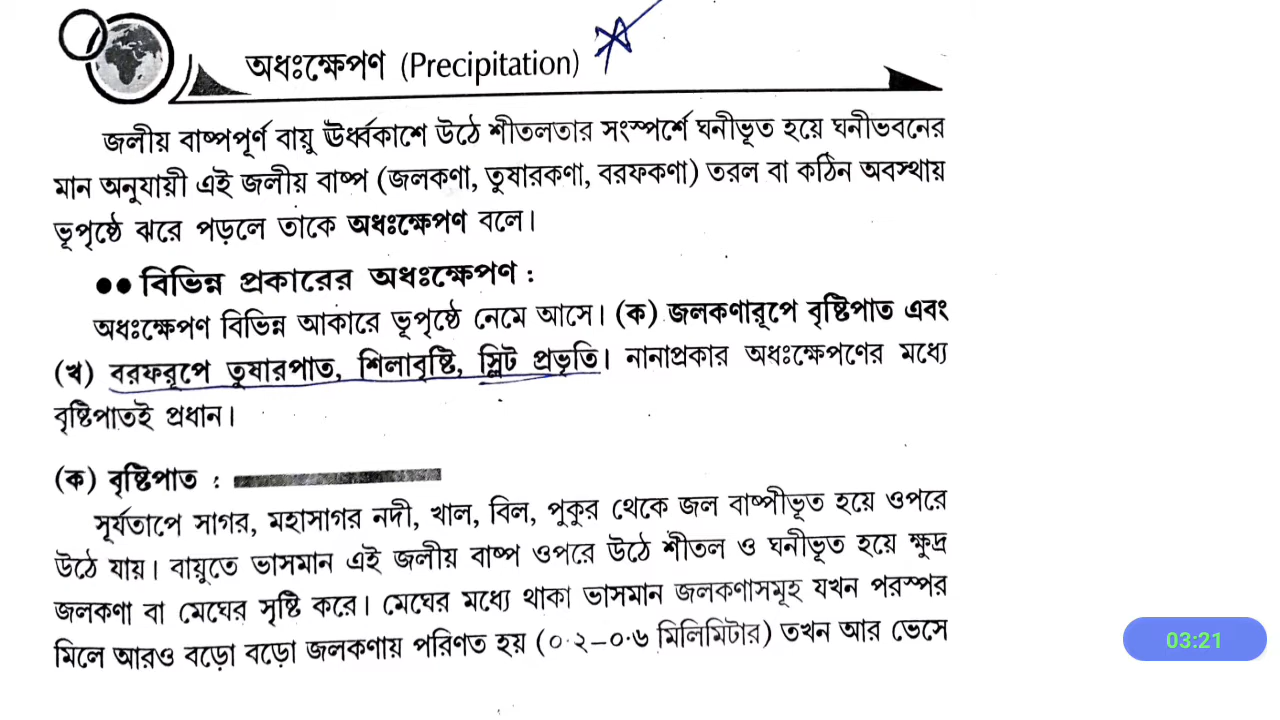 অধঃক্ষেপণ (Precipitation)
জলীয় বাষ্পপূর্ণ বায়ু ঊর্ধ্বকাশে উঠে শীতলতার সংস্পর্শে ঘনীভূত হয়ে ঘনীভবনের
মান অনুযায়ী এই জলীয় বাষ্প (জলকণা, তুষারকণা, বরফকণা) তরল বা কঠিন অবস্থায়
ভূপৃষ্ঠে ঝরে পড়লে তাকে অধঃক্ষেপণ বলে।
●● বিভিন্ন প্রকারের অধঃক্ষেপণ :
অধঃক্ষেপণ বিভিন্ন আকারে ভূপৃষ্ঠে নেমে আসে। (ক) জলকণারূপে বৃষ্টিপাত এবং
(খ) বরফরূপে তুষারপাত, শিলাবৃষ্টি, স্লিট প্রভৃতি। নানাপ্রকার অধঃক্ষেপণের মধ্যে
বৃষ্টিপাতই প্রধান।
(ক) বৃষ্টিপাত :
সূর্যতাপে সাগর, মহাসাগর নদী, খাল, বিল, পুকুর থেকে জল বাষ্পীভূত হয়ে ওপরে
উঠে যায়। বায়ুতে ভাসমান এই জলীয় বাষ্প ওপরে উঠে শীতল ও ঘনীভূত হয়ে ক্ষুদ্র
জলকণা বা মেঘের সৃষ্টি করে। মেঘের মধ্যে থাকা ভাসমান জলকণাসমূহ যখন পরস্পর
মিলে আরও বড়ো বড়ো জলকণায় পরিণত হয় (০·২–০·৬ মিলিমিটার) তখন আর ভেসে
03:21